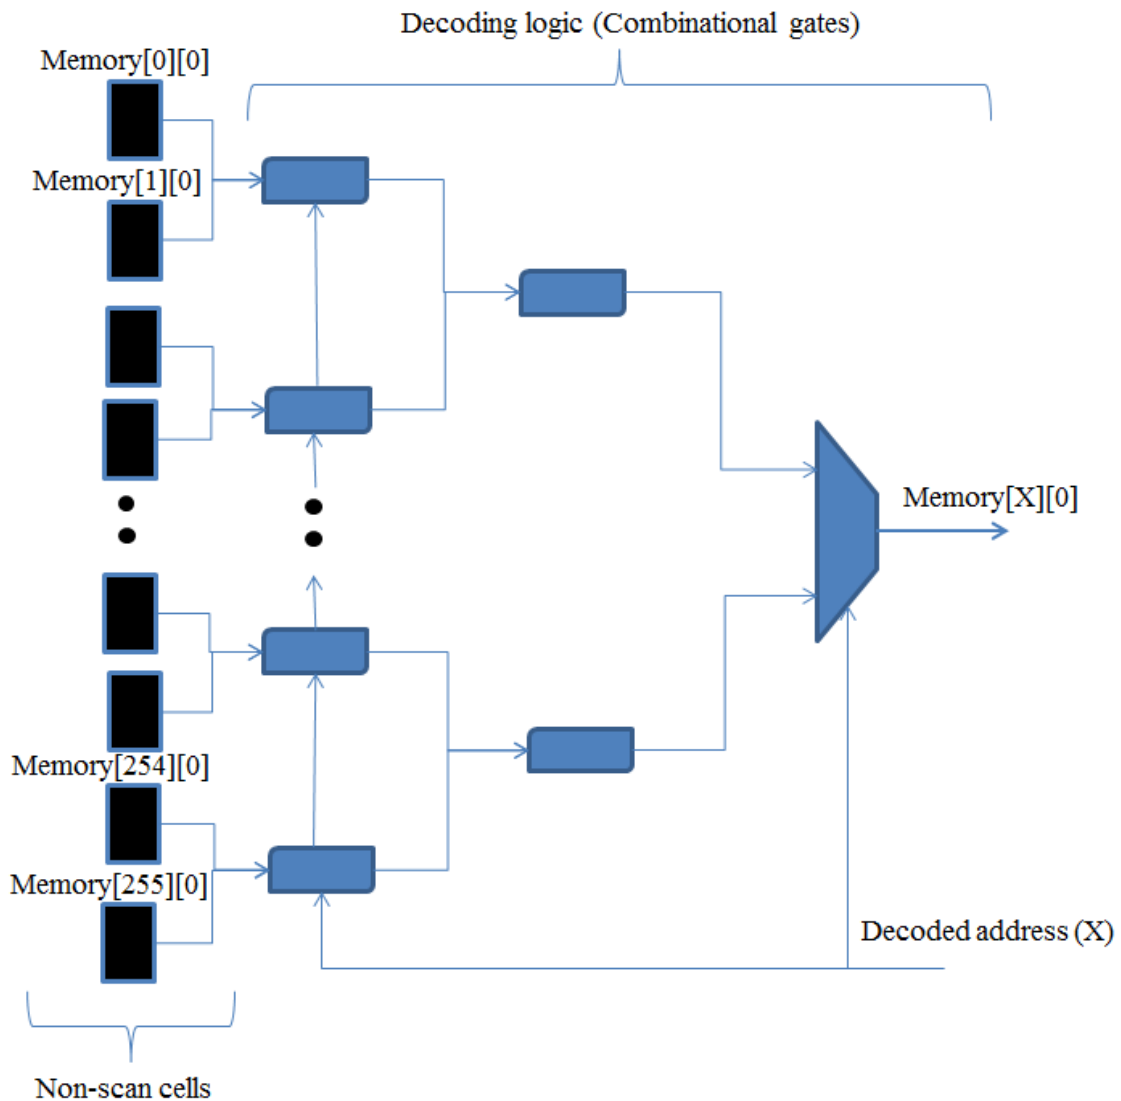 Decoding logic (Combinational gates)
Memory[0][0]
Memory[1][0]
Memory[X][0]
Memory[254][0]
Memory[255][0]
Decoded address (X)
Non-scan cells